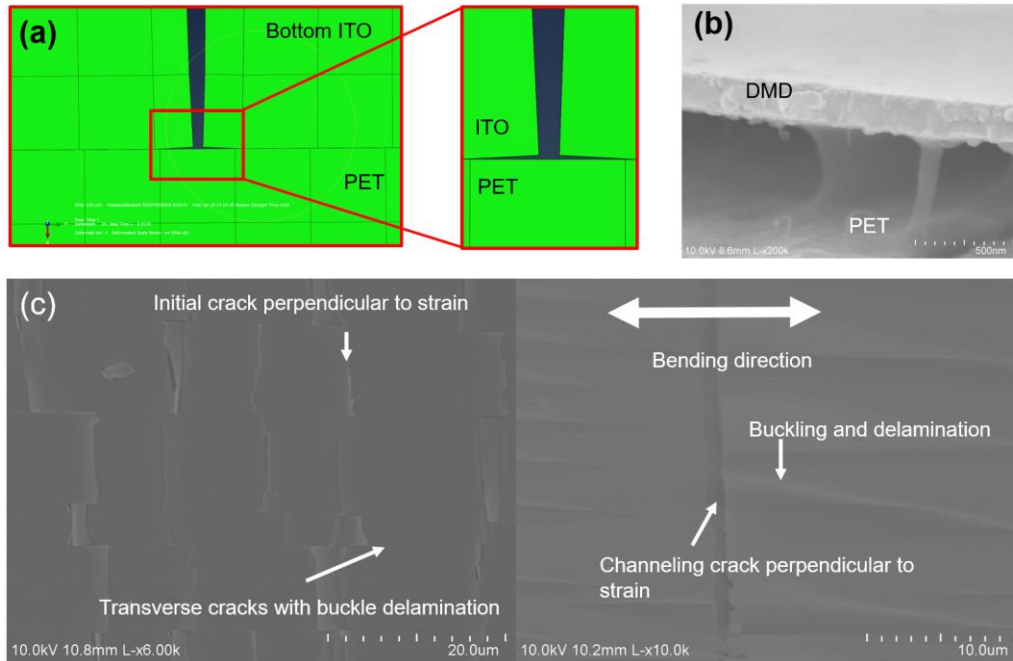 (a)
Bottom ITO
PET
ITO
PET
(b)
DMD
PET
10.0kV 8.6mm L-x200k
500nm
(c)
Initial crack perpendicular to strain
Transverse cracks with buckle delamination
10.0kV 10.8mm L-x6.00k
20.0um
Bending direction
Buckling and delamination
Channeling crack perpendicular to
strain
10.0kV 10.2mm L-x10.0k
10.0um